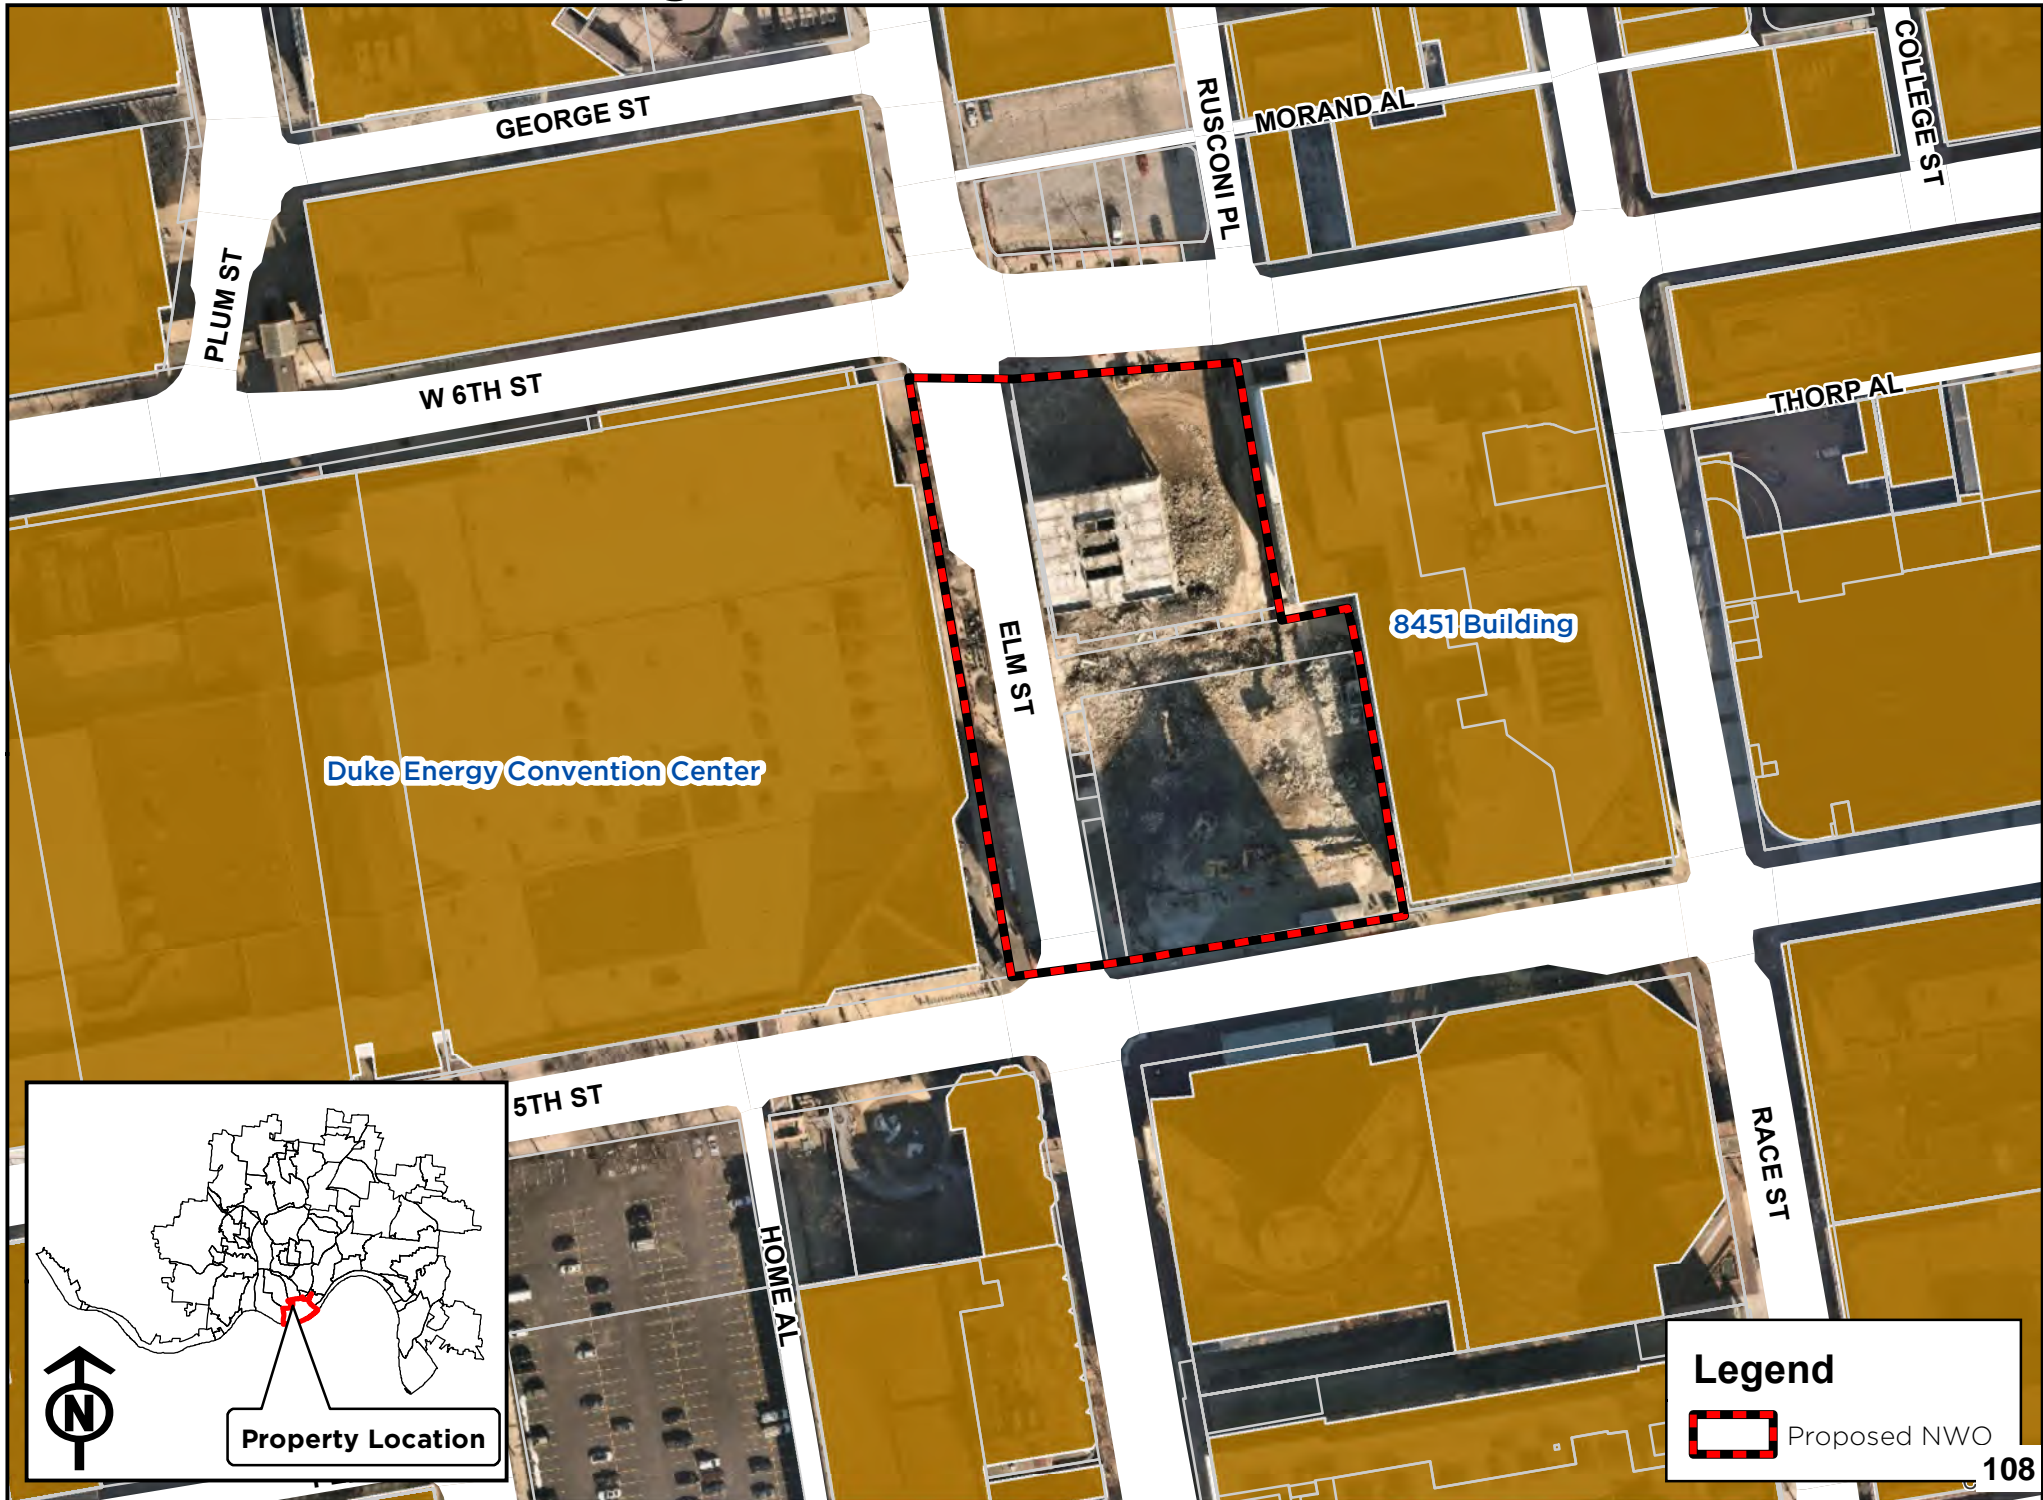 GEORGE ST
MORAND AL
RUSCONI PL
COLLEGE ST
PLUM ST
W 6TH ST
THORP AL
ELM ST
8451 Building
Duke Energy Convention Center
5TH ST
HOME AL
RACE ST
N
Property Location
Legend
Proposed NWO
108